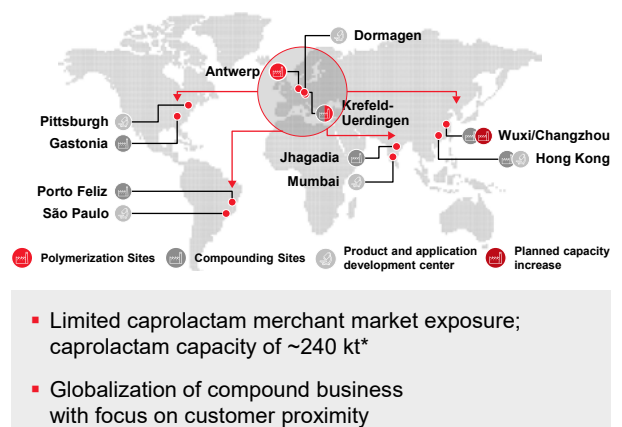 Dormagen
Antwerp
Krefeld-
Uerdingen
Pittsburgh
Gastonia
Wuxi/Changzhou
Hong Kong
Jhagadia
Mumbai
Porto Feliz
São Paulo
Polymerization Sites
Compounding Sites
Product and application
development center
Planned capacity
increase
Limited caprolactam merchant market exposure;
caprolactam capacity of ~240 kt*
Globalization of compound business
with focus on customer proximity